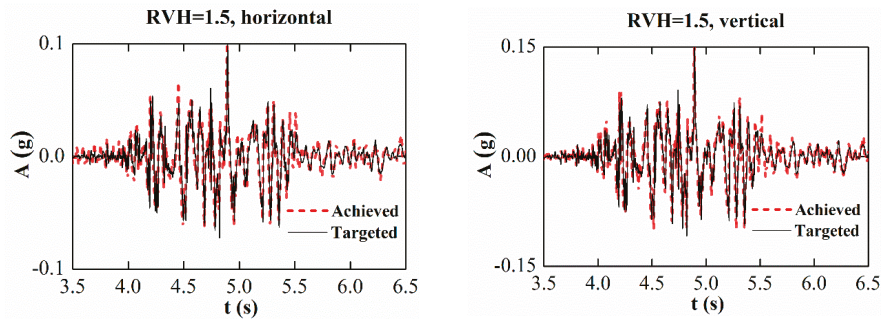 RVH=1.5, horizontal
A (g)
0.1
0.0
-0.1
Achieved
Targeted
3.5 4.0 4.5 5.0 5.5 6.0 6.5
t (s)
RVH=1.5, vertical
A (g)
0.15
0.00
-0.15
Achieved
Targeted
3.5 4.0 4.5 5.0 5.5 6.0 6.5
t (s)